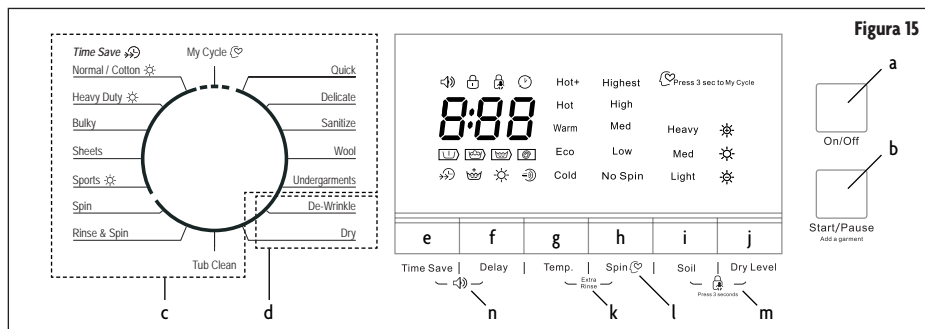 Figura 15
Time Save
My Cycle
Normal / Cotton
Heavy Duty
Bulky
Sheets
Sports
Spin
Rinse & Spin
Tub Clean
Quick
Delicate
Sanitize
Wool
Undergarments
De-Wrinkle
Dry
c
d
8:88
Hot+
Hot
Warm
Eco
Cold
Highest
High
Med
Low
No Spin
Press 3 sec to My Cycle
Heavy
Med
Light
e f g h i j
Time Save | Delay | Temp. | Spin | Soil | Dry Level
Extra
Rinse
Press 3 seconds
n k l m
a
On/Off
b
Start/Pause
Add a garment